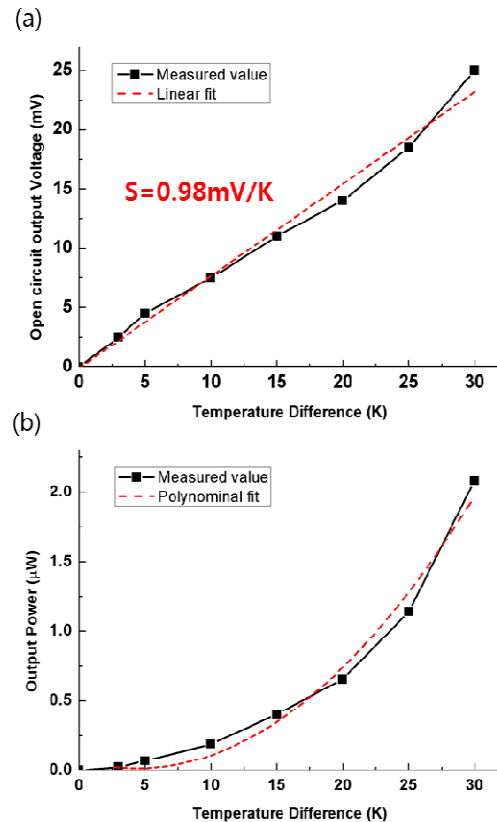 (a)
25
20
15
10
5
0
Open circuit output Voltage (mV)
Measured value
Linear fit
S=0.98mV/K
0 5 10 15 20 25 30
Temperature Difference (K)
(b)
2.0
1.5
1.0
0.5
0.0
Output Power (μW)
Measured value
Polynominal fit
0 5 10 15 20 25 30
Temperature Difference (K)